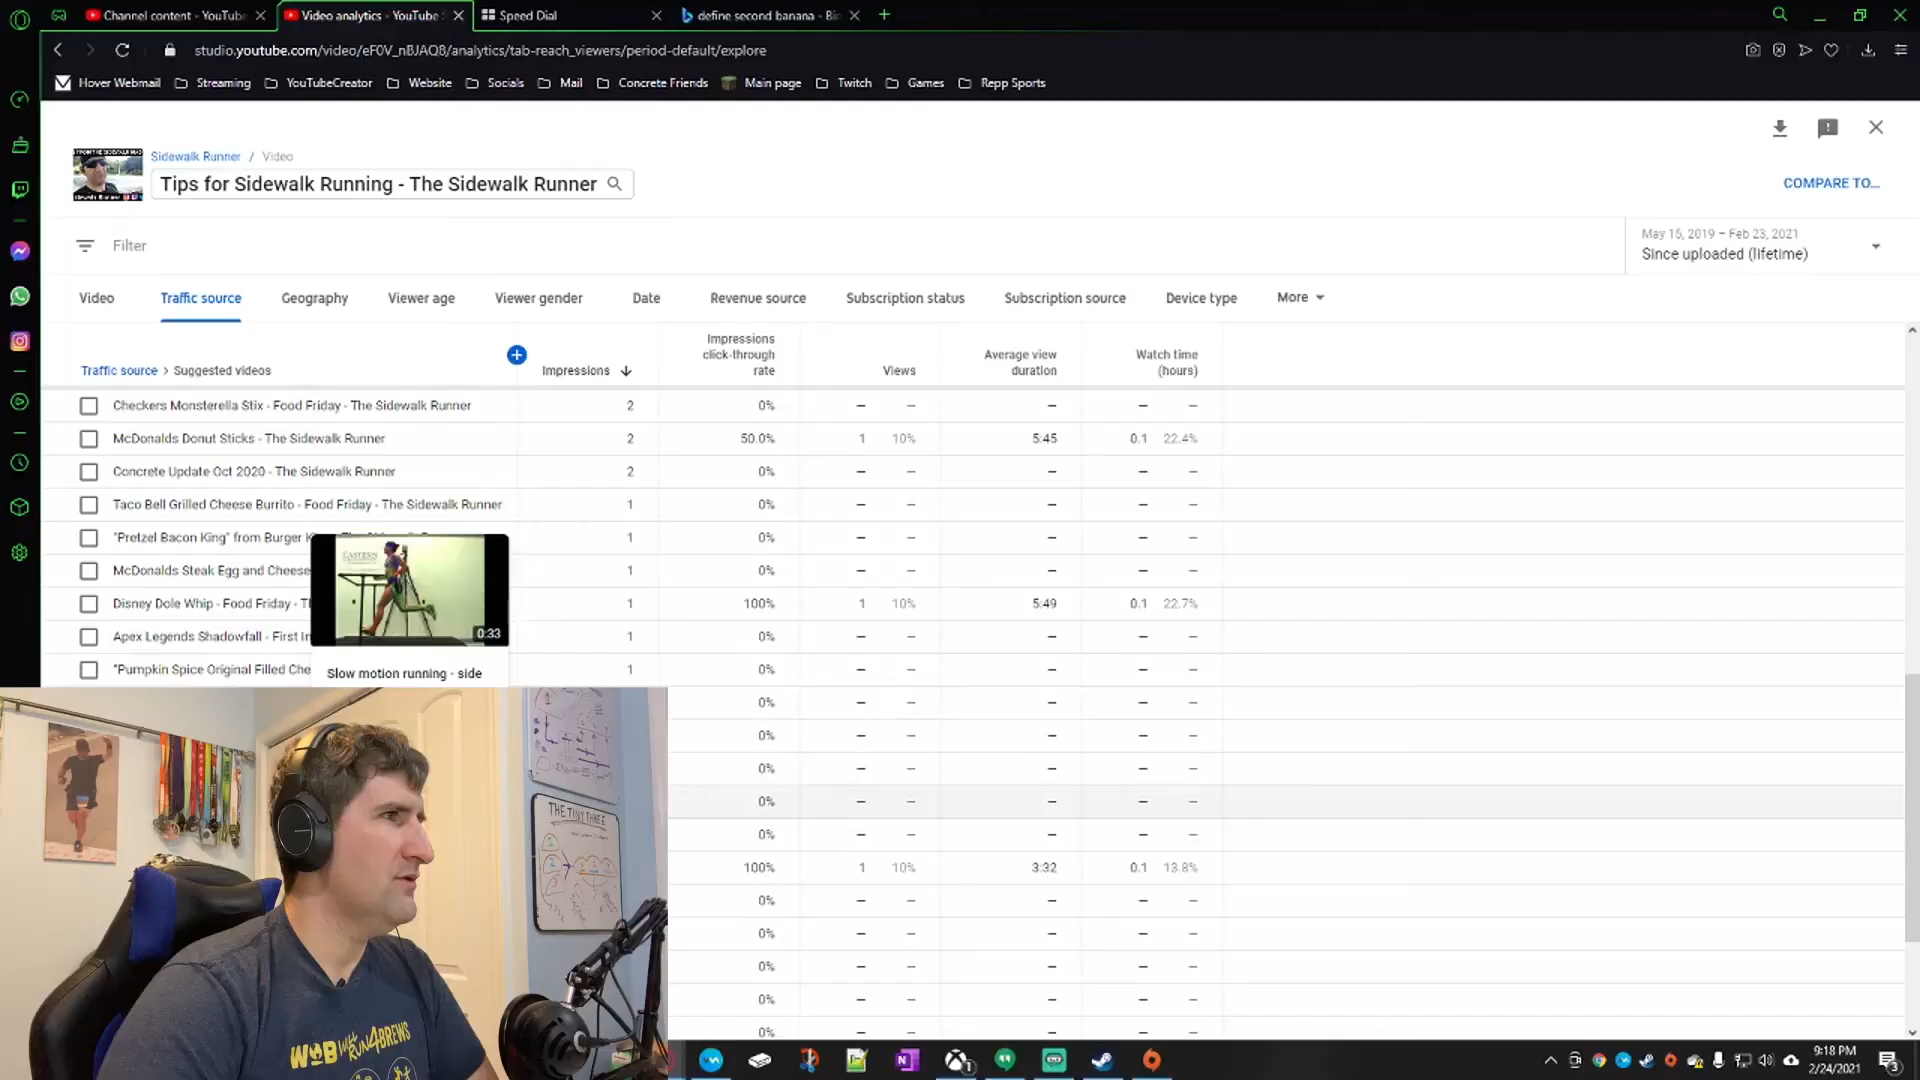 Channel content - YouTube
Video analytics - YouTube S
Speed Dial
define second banana - Bin
studio.youtube.com/video/eF0V_nBJAQ8/analytics/tab-reach_viewers/period-default/explore
Hover Webmail
Streaming
YouTubeCreator
Website
Socials
Mail
Concrete Friends
Main page
Twitch
Games
Repp Sports
Sidewalk Runner / Video
Tips for Sidewalk Running - The Sidewalk Runner
COMPARE TO...
Filter
May 15, 2019 – Feb 23, 2021
Since uploaded (lifetime)
Video Traffic source Geography Viewer age Viewer gender Date Revenue source Subscription status Subscription source Device type More
Traffic source > Suggested videos
Impressions
Impressions
click-through
rate
Views
Average view
duration
Watch time
(hours)
Checkers Monsterella Stix - Food Friday - The Sidewalk Runner 2 0% – – – – –
McDonalds Donut Sticks - The Sidewalk Runner 2 50.0% 1 10% 5:45 0.1 22.4%
Concrete Update Oct 2020 - The Sidewalk Runner 2 0% – – – – –
Taco Bell Grilled Cheese Burrito - Food Friday - The Sidewalk Runner 1 0% – – – – –
"Pretzel Bacon King" from Burger K 1 0% – – – – –
McDonalds Steak Egg and Cheese 1 0% – – – – –
Disney Dole Whip - Food Friday - Th 1 100% 1 10% 5:49 0.1 22.7%
Apex Legends Shadowfall - First In 1 0% – – – – –
"Pumpkin Spice Original Filled Che 1 0% – – – – –
EASTERN
0:33
Slow motion running - side
0% – – – – –
0% – – – – –
0% – – – – –
0% – – – – –
0% – – – – –
100% 1 10% 3:32 0.1 13.8%
0% – – – – –
0% – – – – –
0% – – – – –
0% – – – – –
0% – – – – –
THE TINY THREE
WOB
RUN4BREWS
9:18 PM
2/24/2021
3